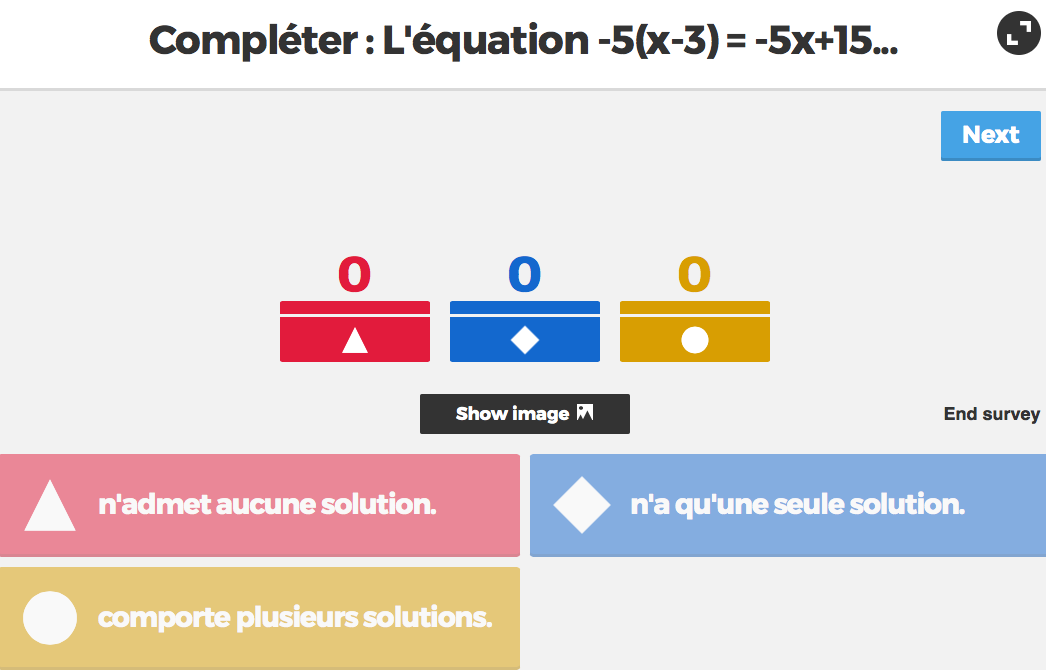 Compléter : L'équation -5(x-3) = -5x+15...
Next
0 0 0
Show image
End survey
n'admet aucune solution.
n'a qu'une seule solution.
comporte plusieurs solutions.